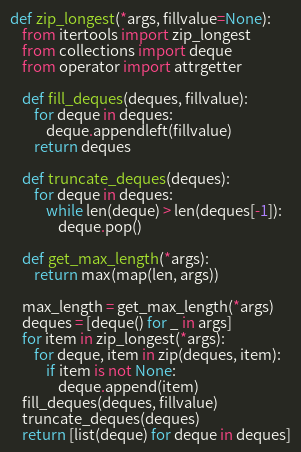 def zip_longest(*args, fillvalue=None):
from itertools import zip_longest
from collections import deque
from operator import attrgetter
def fill_deques(deques, fillvalue):
for deque in deques:
deque.appendleft(fillvalue)
return deques
def truncate_deques(deques):
for deque in deques:
while len(deque) > len(deques[-1]):
deque.pop()
def get_max_length(*args):
return max(map(len, args))
max_length = get_max_length(*args)
deques = [deque() for _ in args]
for item in zip_longest(*args):
for deque, item in zip(deques, item):
if item is not None:
deque.append(item)
fill_deques(deques, fillvalue)
truncate_deques(deques)
return [list(deque) for deque in deques]